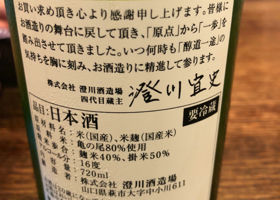 お買い求め頂き心より感謝申し上げます。皆様に
お造りの舞台に戻して頂き、「原点」から「一歩」を
踏み出させて頂きました。いつ何時も「醇道一途」の
気持ちを胸に刻み、お酒造りに精進して参ります。
株式会社 澄川酒造場
四代目蔵主 澄川宜史
要冷蔵
品目：日本酒
米（国産）、米麹（国産米）
亀の尾80％使用
麹米40％、掛米50％
16度
720ml
株式会社 澄川酒造場
山口県萩市大字中小川611